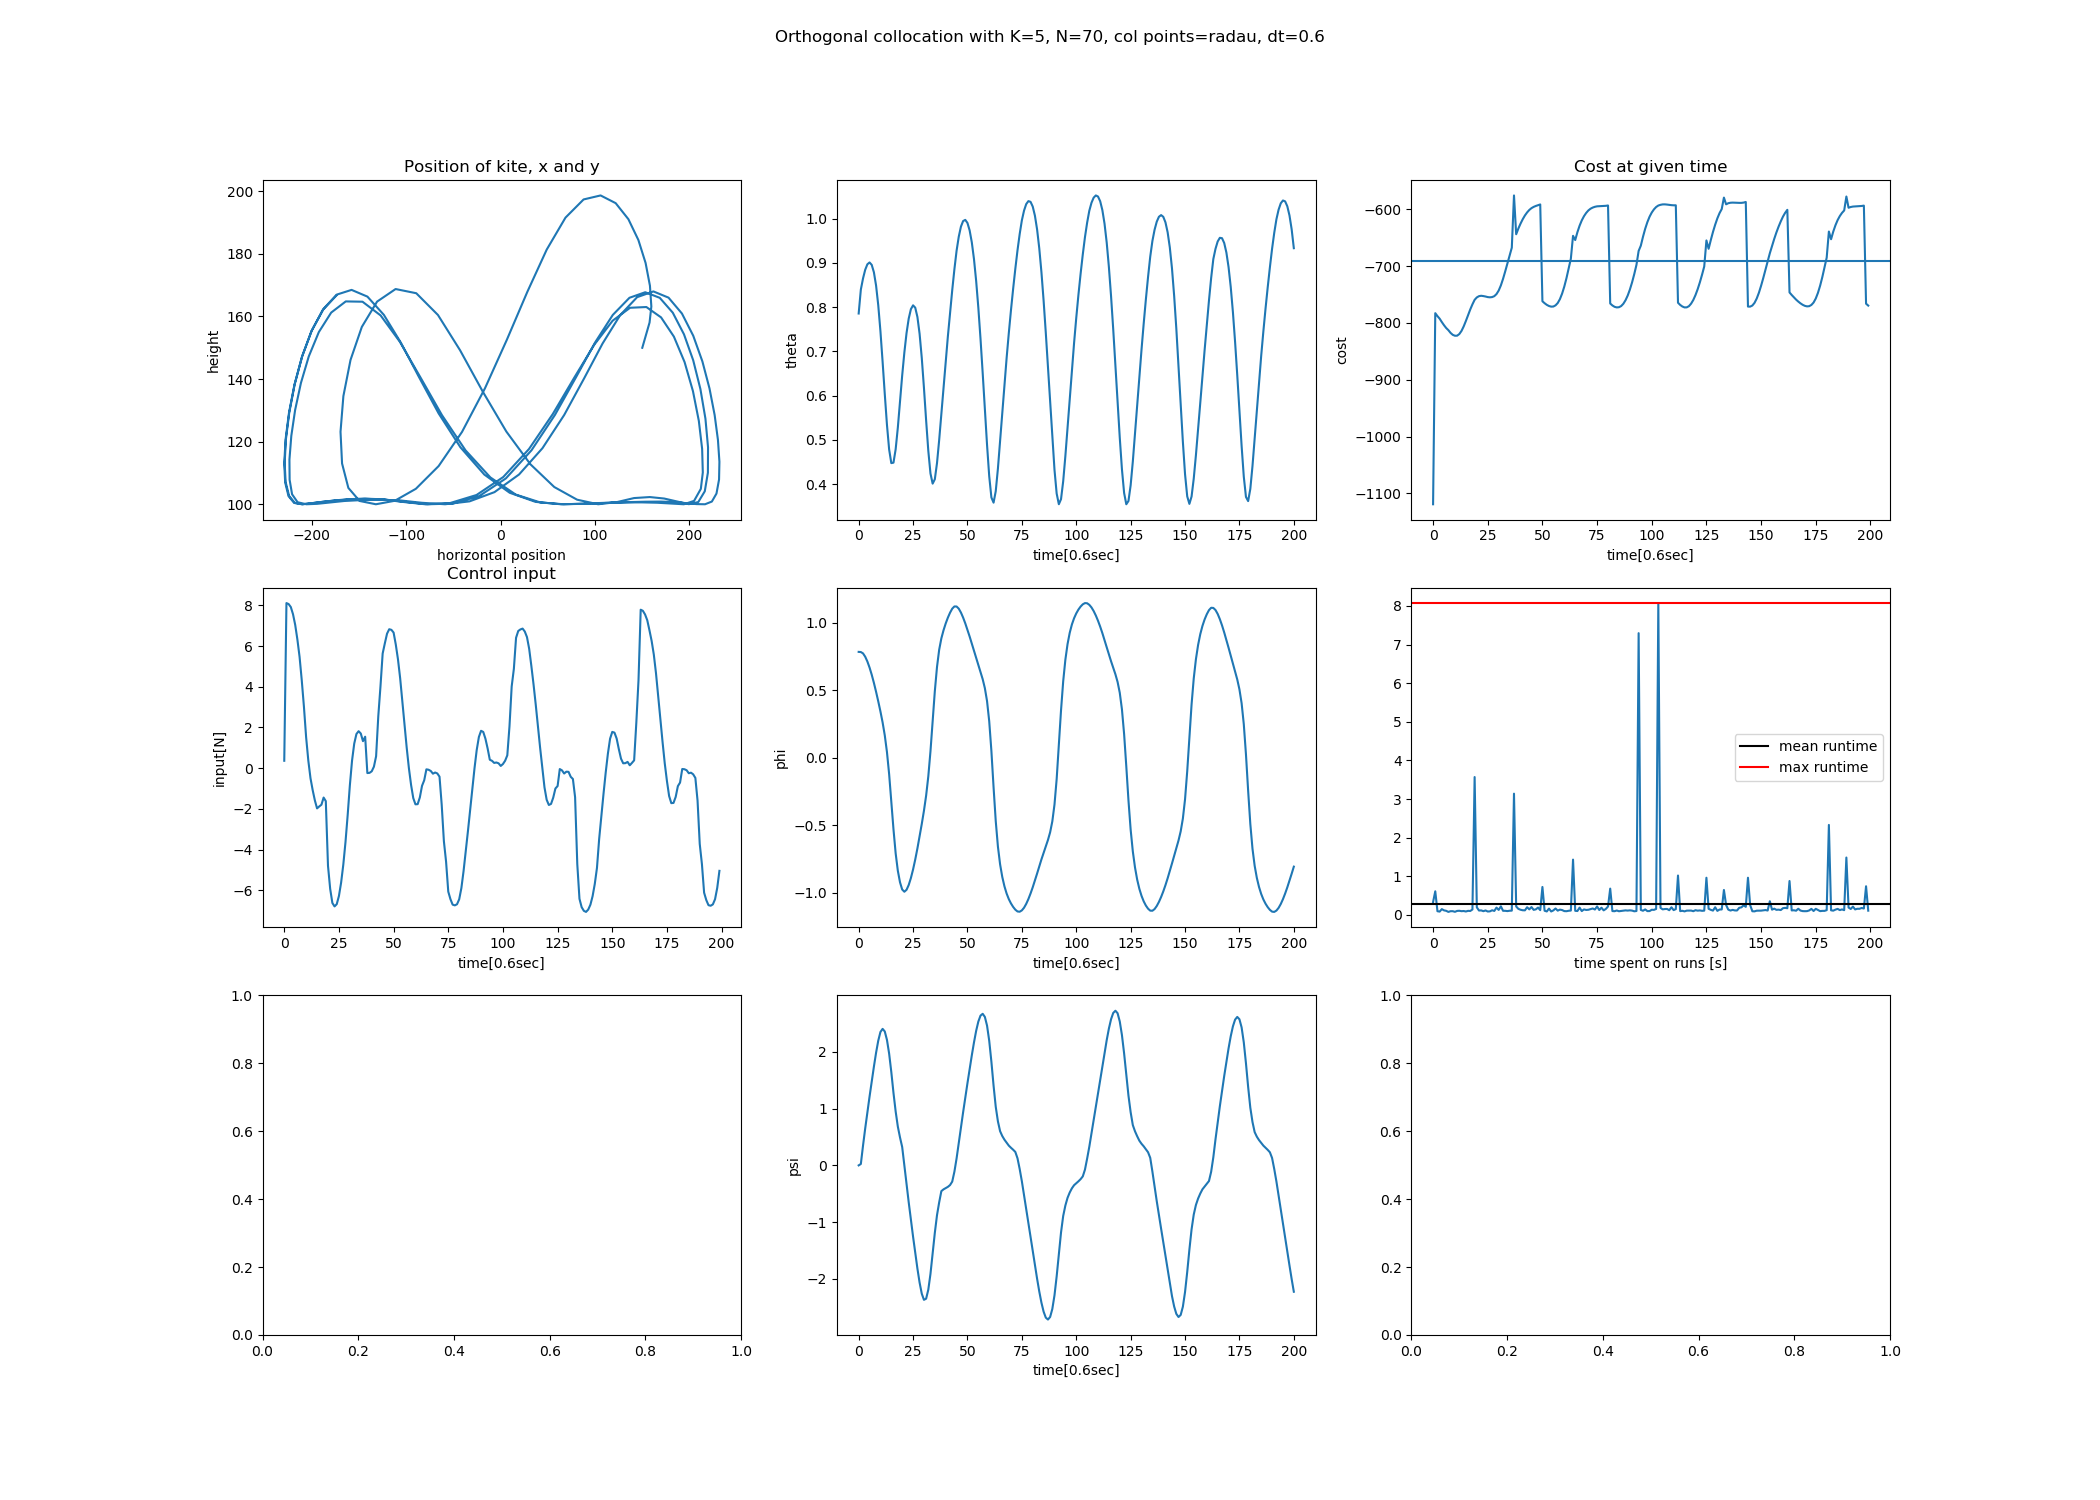 Orthogonal collocation with K=5, N=70, col points=radau, dt=0.6
Position of kite, x and y
height
200
180
160
140
120
100
−200 −100 0 100 200
horizontal position
theta
1.0
0.9
0.8
0.7
0.6
0.5
0.4
0 25 50 75 100 125 150 175 200
time[0.6sec]
Cost at given time
cost
−600
−700
−800
−900
−1000
−1100
0 25 50 75 100 125 150 175 200
time[0.6sec]
Control input
input[N]
8
6
4
2
0
−2
−4
−6
0 25 50 75 100 125 150 175 200
time[0.6sec]
phi
1.0
0.5
0.0
−0.5
−1.0
0 25 50 75 100 125 150 175 200
time[0.6sec]
8
7
6
5
4
3
2
1
0
mean runtime
max runtime
0 25 50 75 100 125 150 175 200
time spent on runs [s]
1.0
0.8
0.6
0.4
0.2
0.0
0.0 0.2 0.4 0.6 0.8 1.0
psi
2
1
0
−1
−2
0 25 50 75 100 125 150 175 200
time[0.6sec]
1.0
0.8
0.6
0.4
0.2
0.0
0.0 0.2 0.4 0.6 0.8 1.0